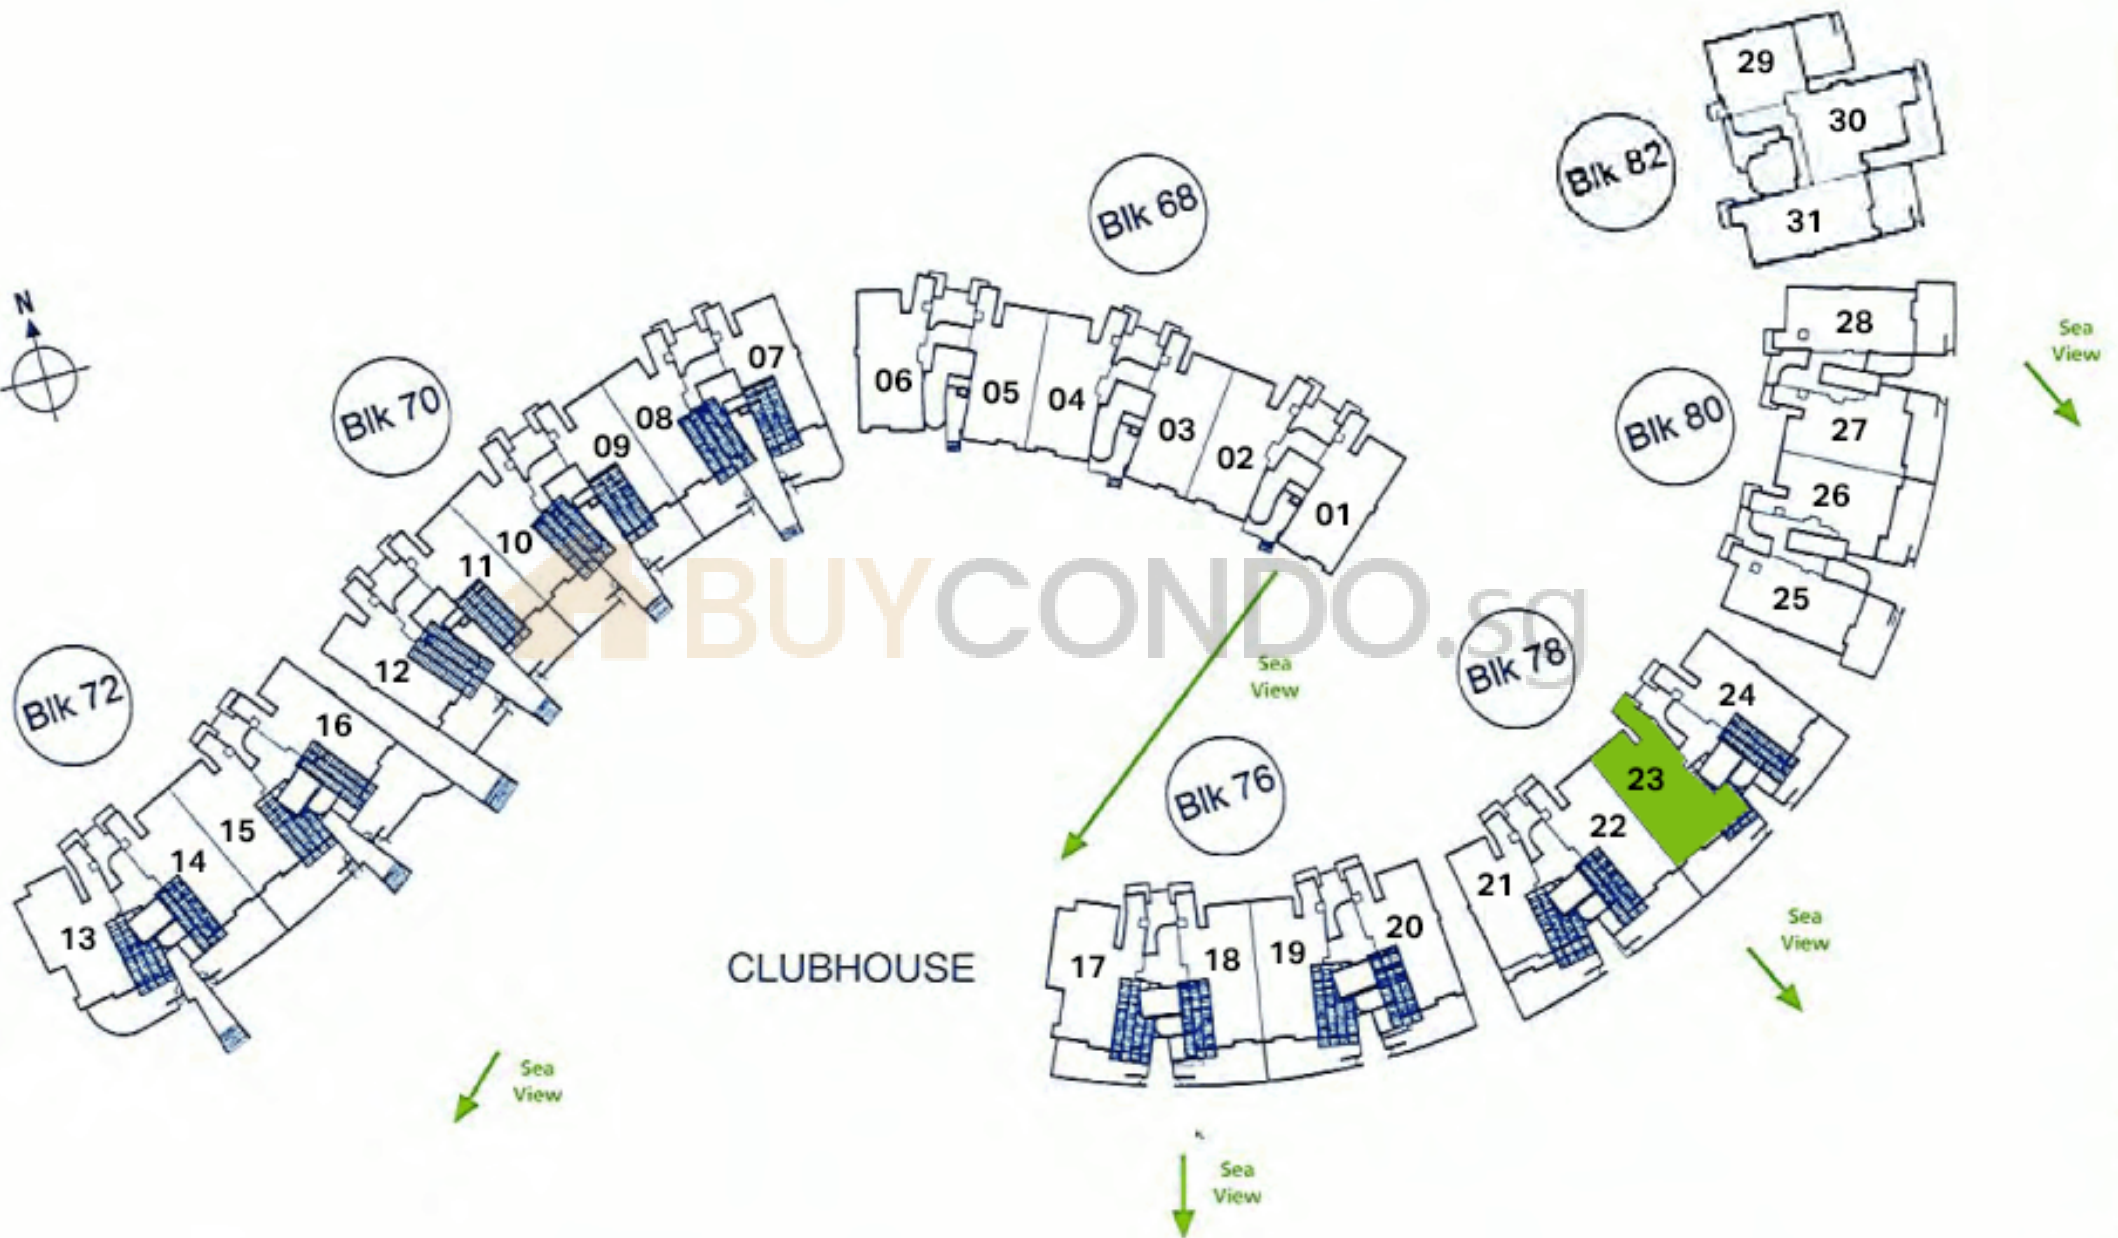 29
30
Blk 82
31
Blk 68
N
28
Sea
View
07
06
05
04
Blk 70
08
03
27
Blk 80
09
02
26
01
10
11
BUYCONDO.sg
25
12
Blk 78
Sea
View
Blk 72
24
16
23
Blk 76
15
22
14
21
13
20
19
18
17
CLUBHOUSE
Sea
View
Sea
View
Sea
View